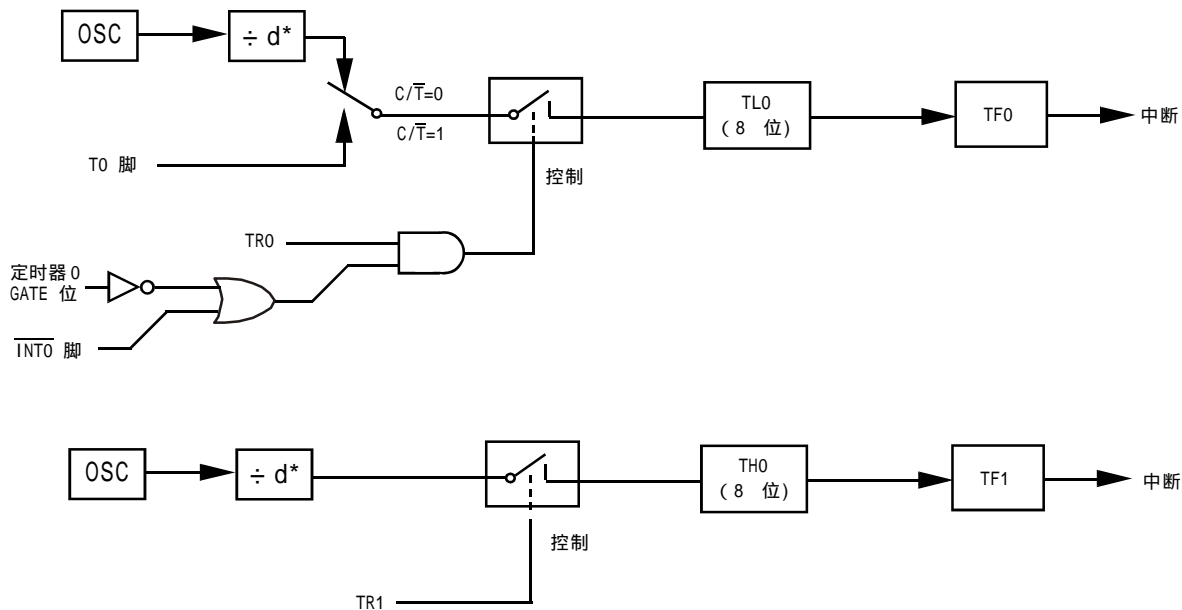 OSC
÷ d*
C/T̅=0
C/T̅=1
T0 脚
控制
TL0
(8 位)
TF0
中断
TR0
定时器0
GATE 位
I̅N̅T̅0̅ 脚
OSC
÷ d*
控制
TR1
TH0
(8 位)
TF1
中断